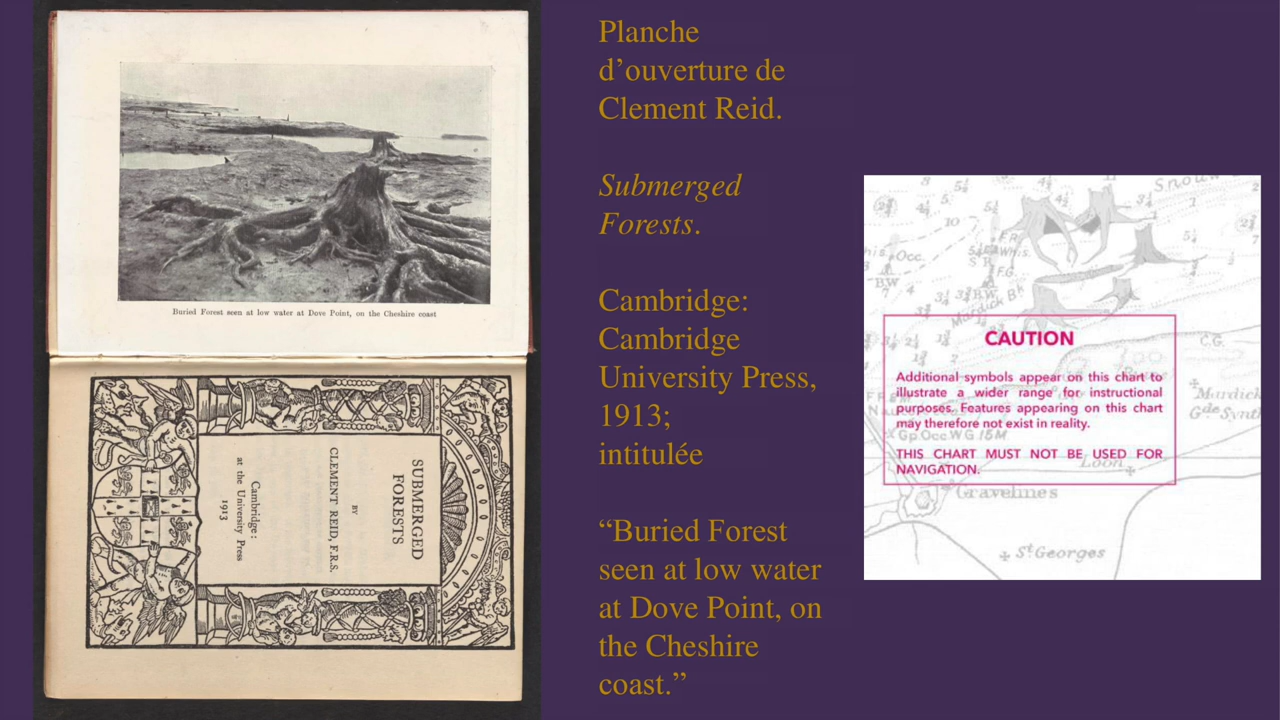 Buried Forest seen at low water at Dove Point, on the Cheshire coast
SUBMERGED
FORESTS
BY
CLEMENT REID, F.R.S.
Cambridge:
at the University Press
1913
Planche
d’ouverture de
Clement Reid.
Submerged
Forests.
Cambridge:
Cambridge
University Press,
1913;
intitulée
“Buried Forest
seen at low water
at Dove Point, on
the Cheshire
coast.”
CAUTION
Additional symbols appear on this chart to
illustrate a wider range for instructional
purposes. Features appearing on this chart
may therefore not exist in reality.
THIS CHART MUST NOT BE USED FOR
NAVIGATION.
Gp.Occ.W.G.15M
Loon
Gravelines
St Georges